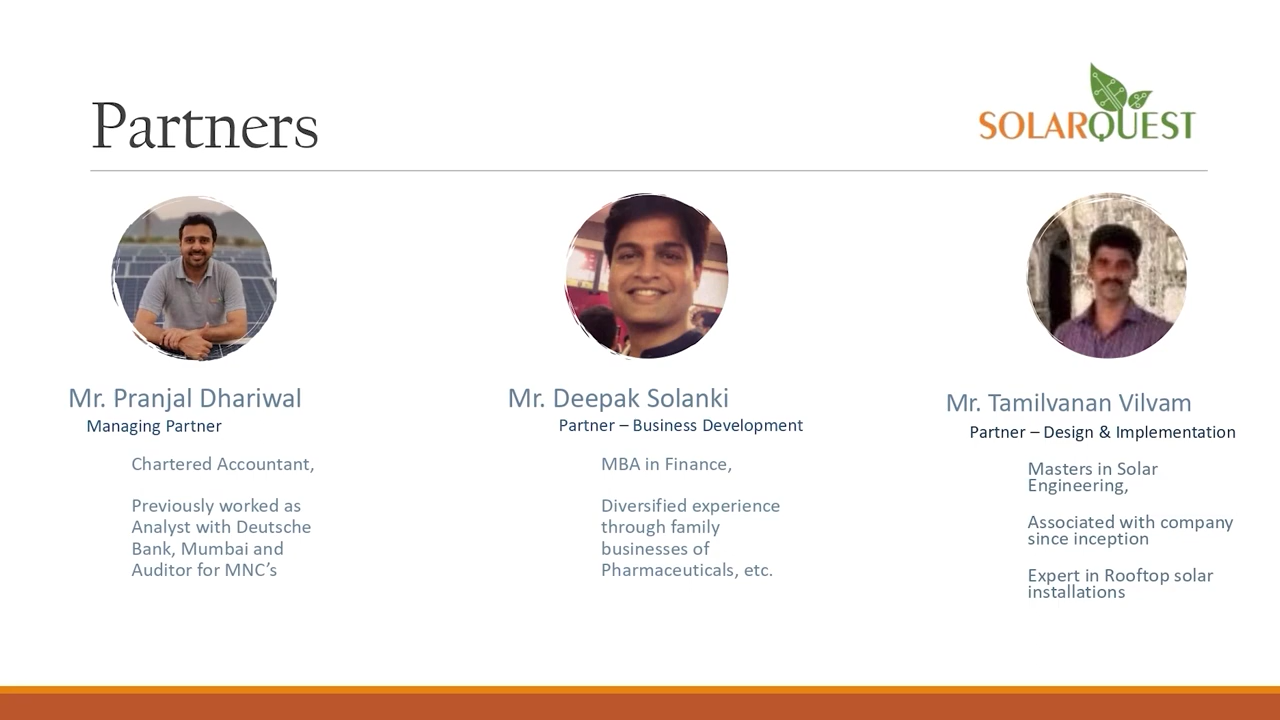 Partners
SOLARQUEST
Mr. Pranjal Dhariwal
Managing Partner
Chartered Accountant,
Previously worked as
Analyst with Deutsche
Bank, Mumbai and
Auditor for MNC’s
Mr. Deepak Solanki
Partner – Business Development
MBA in Finance,
Diversified experience
through family
businesses of
Pharmaceuticals, etc.
Mr. Tamilvanan Vilvam
Partner – Design & Implementation
Masters in Solar
Engineering,
Associated with company
since inception
Expert in Rooftop solar
installations